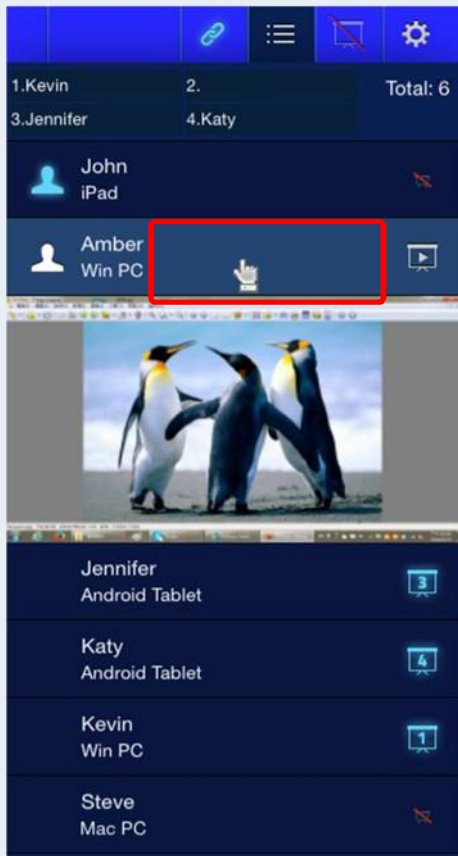 1.Kevin 2. Total: 6
3.Jennifer 4.Katy
John
iPad
Amber
Win PC
Jennifer
Android Tablet
3
Katy
Android Tablet
4
Kevin
Win PC
1
Steve
Mac PC